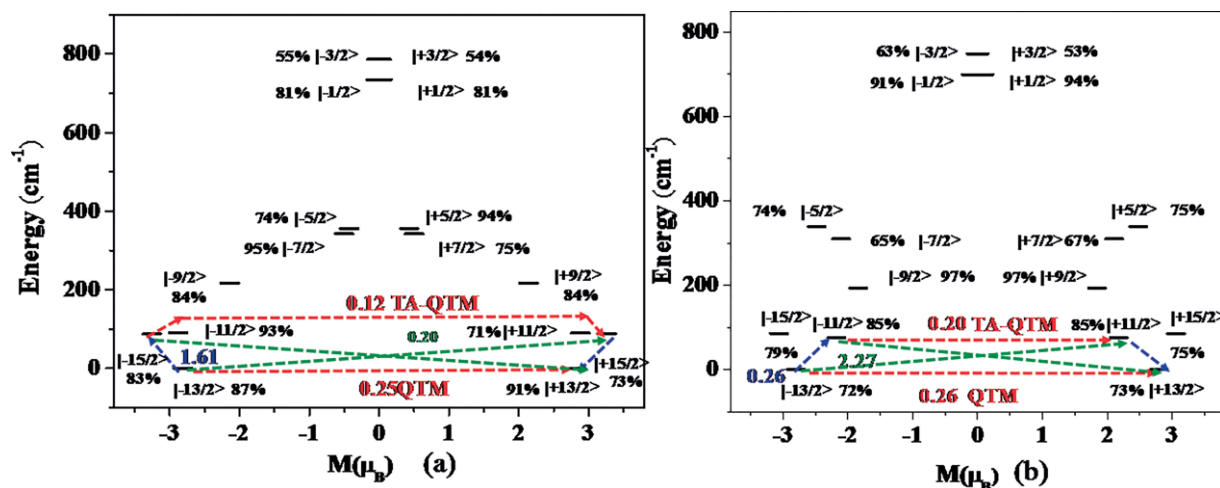 800
55% |-3/2> |+3/2> 54%
81% |-1/2> |+1/2> 81%
600
Energy (cm-1)
400
74% |-5/2> |+5/2> 94%
95% |-7/2> |+7/2> 75%
|-9/2> |+9/2>
84% 84%
200
0.12 TA-QTM
|-11/2> 93% 0.20 71% |+11/2>
|-15/2> 1.61 |+15/2>
0
83% 73%
|-13/2> 87% 0.25QTM 91% |+13/2>
-3 -2 -1 0 1 2 3
M(μB) (a)
800
63% |-3/2> |+3/2> 53%
91% |-1/2> |+1/2> 94%
600
Energy (cm-1)
400
74% |-5/2> |+5/2> 75%
65% |-7/2> |+7/2> 67%
200
|-9/2> 97% 97% |+9/2>
|-15/2> |-11/2> 85% 0.20 TA-QTM 85% |+11/2> |+15/2>
79% 2.27 75%
0
0.26
|-13/2> 72% 0.26 QTM 73% |+13/2>
-3 -2 -1 0 1 2 3
M(μB) (b)